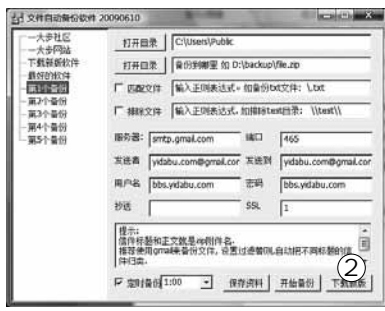 文件自动备份软件 20090610
一大步社区
一大步网站
下载新版软件
最好的软件
第1个备份
第2个备份
第3个备份
第4个备份
第5个备份
打开目录 C:\Users\Public
打开目录 备份到哪里 如 D:\backup\file.zip
匹配文件 输入正则表达式。如备份txt文件: \.txt
排除文件 输入正则表达式。如排除test目录: \\test\\
服务器: smtp.gmail.com 端口 465
发送者 ydabu.com@gmail.cor 发送到 ydabu.com@gmail.cor
用户名 bbs.yidabu.com 密码 bbs.yidabu.com
抄送 SSL 1
提示:
信件标题和正文就是zip附件名。
推荐使用gmail来备份文件，设置过滤器可以自动把不同标题的信
件归类。
定时备份 1:00 保存资料 开始备份 下载新版
②